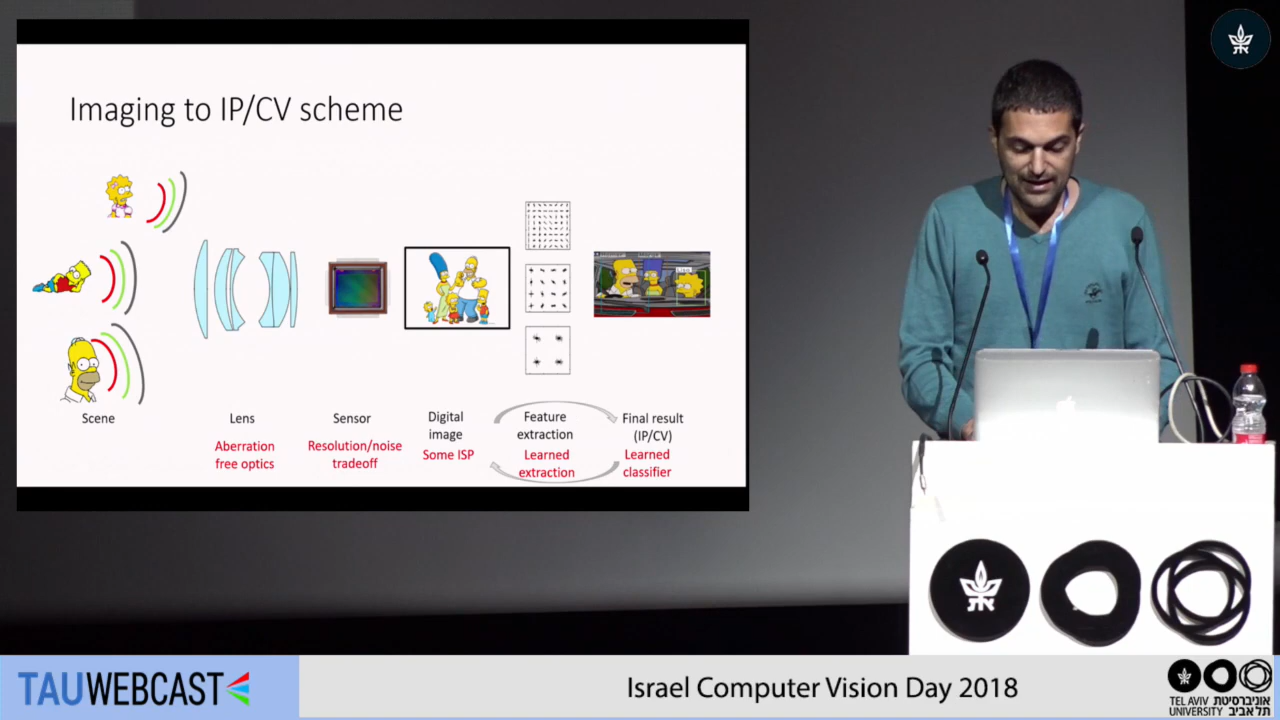 Imaging to IP/CV scheme
Scene
Lens
Sensor
Digital
image
Feature
extraction
Final result
(IP/CV)
Aberration
free optics
Resolution/noise
tradeoff
Some ISP
Learned
extraction
Learned
classifier
TAUWEBCAST
Israel Computer Vision Day 2018
TEL AVIV אוניברסיטת
UNIVERSITY תל אביב